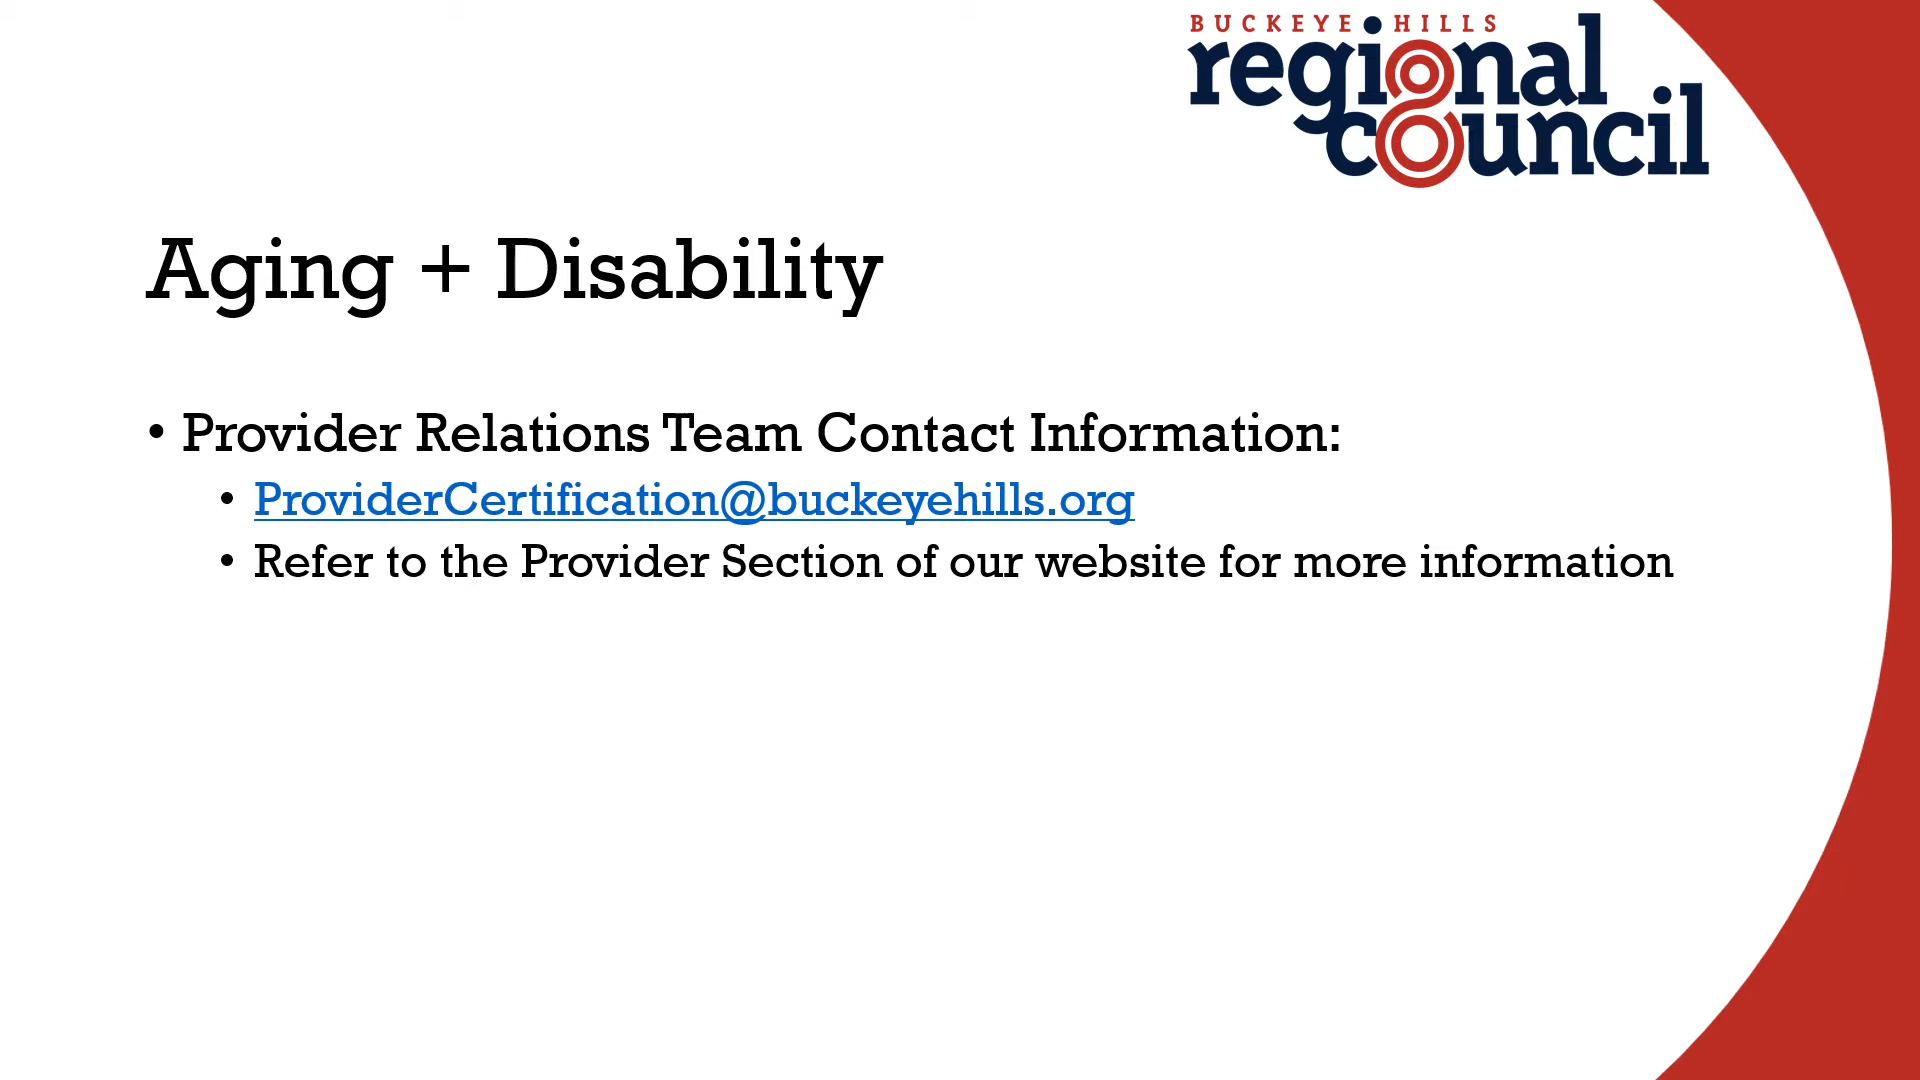 BUCKEYE HILLS
regional
council
Aging + Disability
• Provider Relations Team Contact Information:
• ProviderCertification@buckeyehills.org
• Refer to the Provider Section of our website for more information